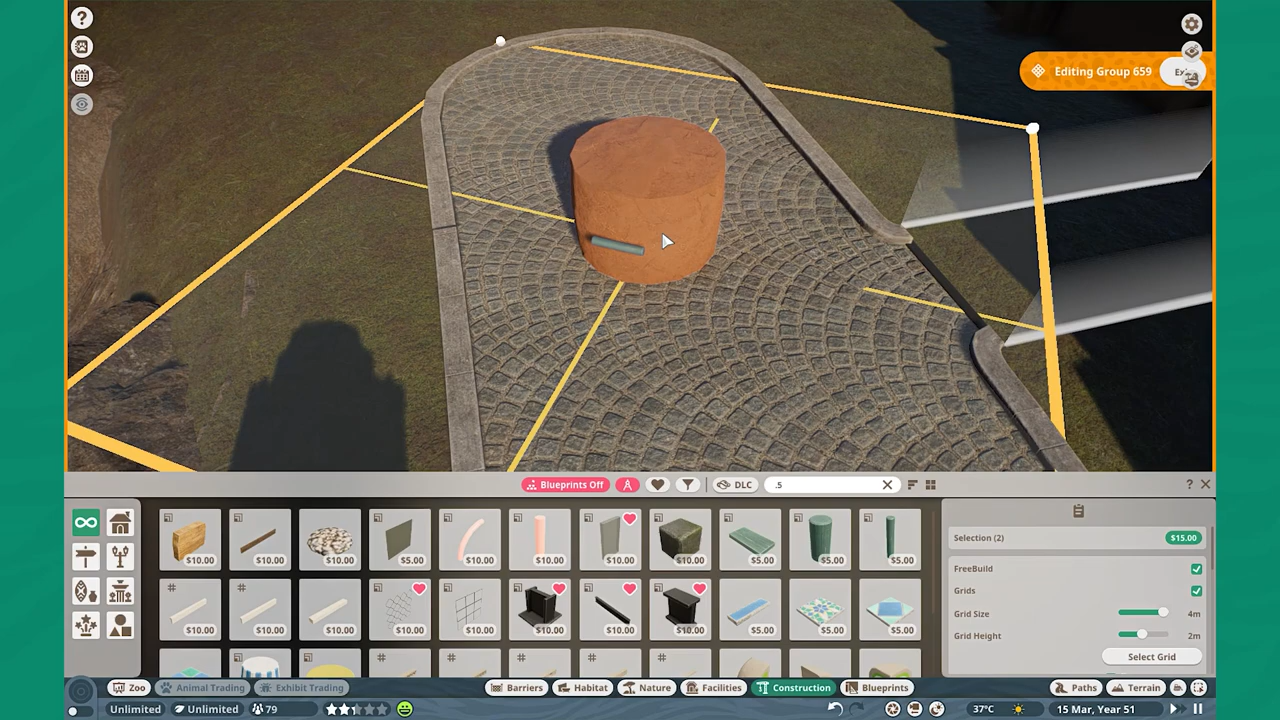 ?
Editing Group 659
Blueprints Off
DLC
.5
?
$10.00 $10.00 $10.00 $5.00 $10.00 $10.00 $10.00 $10.00 $5.00 $5.00 $5.00
$10.00 $10.00 $10.00 $10.00 $10.00 $10.00 $10.00 $10.00 $5.00 $5.00 $5.00
Selection (2) $15.00
FreeBuild
Grids
Grid Size 4m
Grid Height 2m
Select Grid
Zoo Animal Trading Exhibit Trading Barriers Habitat Nature Facilities Construction Blueprints Paths Terrain
Unlimited Unlimited 79 37°C 15 Mar, Year 51